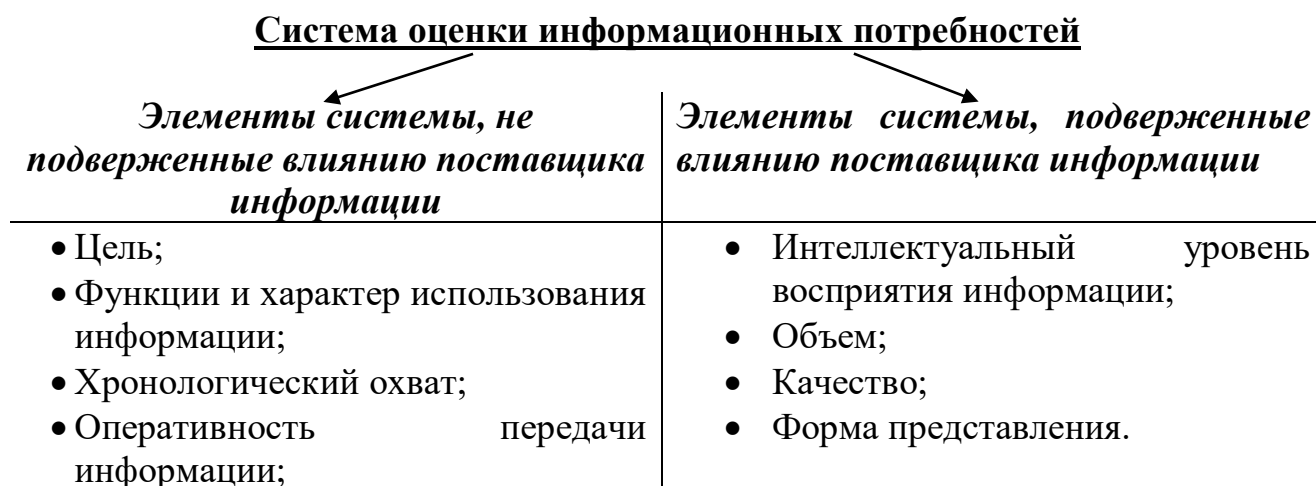 Система оценки информационных потребностей
Элементы системы, не
подверженные влиянию поставщика
информации
Элементы системы, подверженные
влиянию поставщика информации
• Цель;
• Функции и характер использования
информации;
• Хронологический охват;
• Оперативность передачи
информации;
• Интеллектуальный уровень
восприятия информации;
• Объем;
• Качество;
• Форма представления.